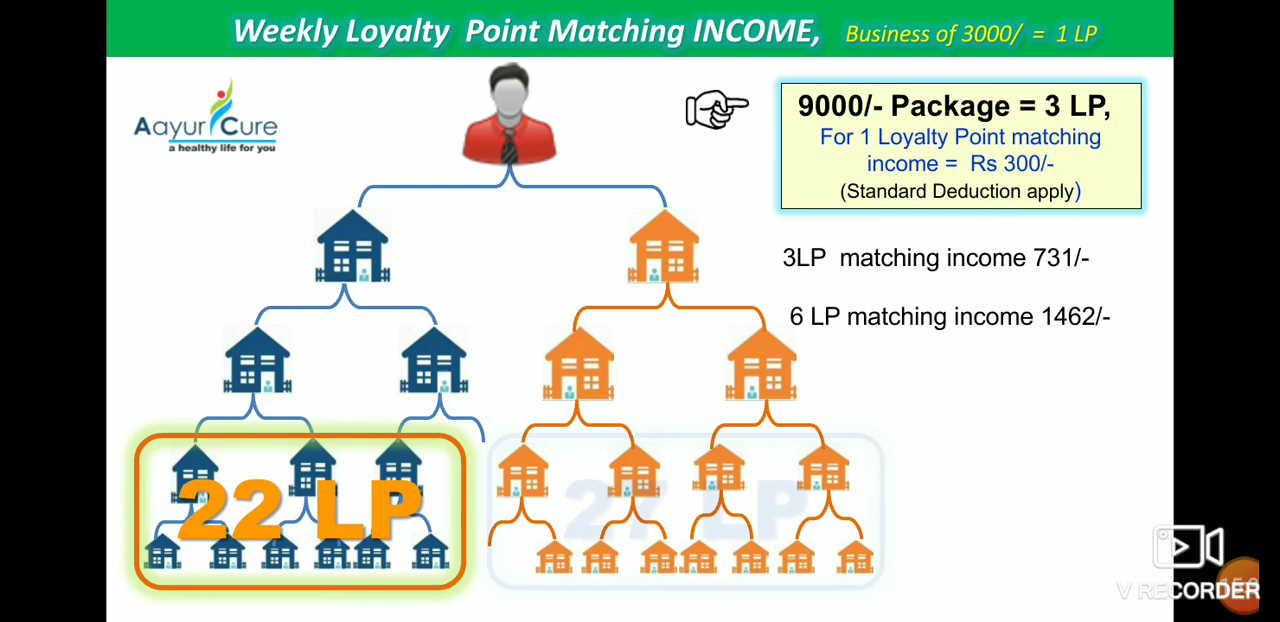 Weekly Loyalty Point Matching INCOME, Business of 3000/ = 1 LP
Aayur Cure
a healthy life for you
9000/- Package = 3 LP,
For 1 Loyalty Point matching
income = Rs 300/-
(Standard Deduction apply)
3LP matching income 731/-
6 LP matching income 1462/-
22 LP
27 LP
V RECORDER